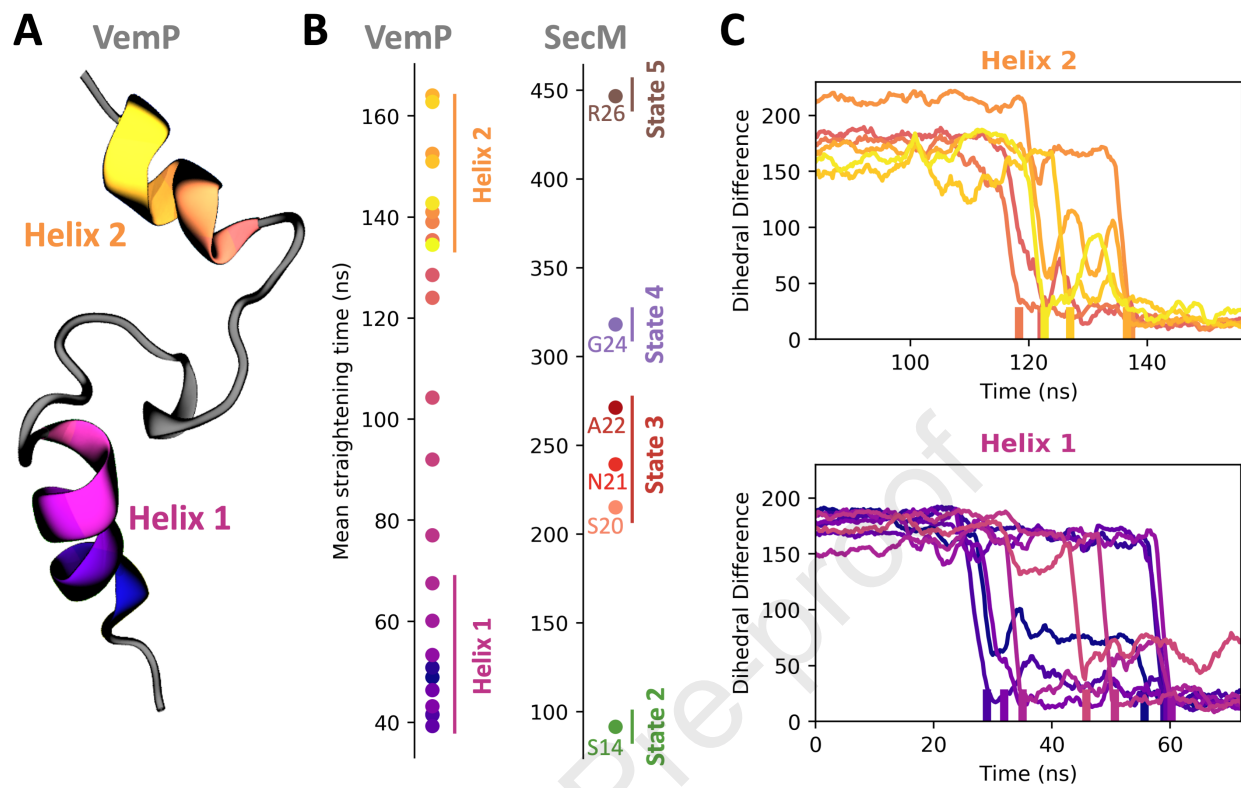 A
VemP
Helix 2
Helix 1
B
VemP
SecM
Mean straightening time (ns)
160
140
120
100
80
60
40
Helix 2
Helix 1
450
400
350
300
250
200
150
100
R26
G24
A22
N21
S20
S14
State 5
State 4
State 3
State 2
C
Helix 2
Dihedral Difference
200
150
100
50
0
100
120
140
Time (ns)
Helix 1
Dihedral Difference
200
150
100
50
0
0
20
40
60
Time (ns)
Pre-proof